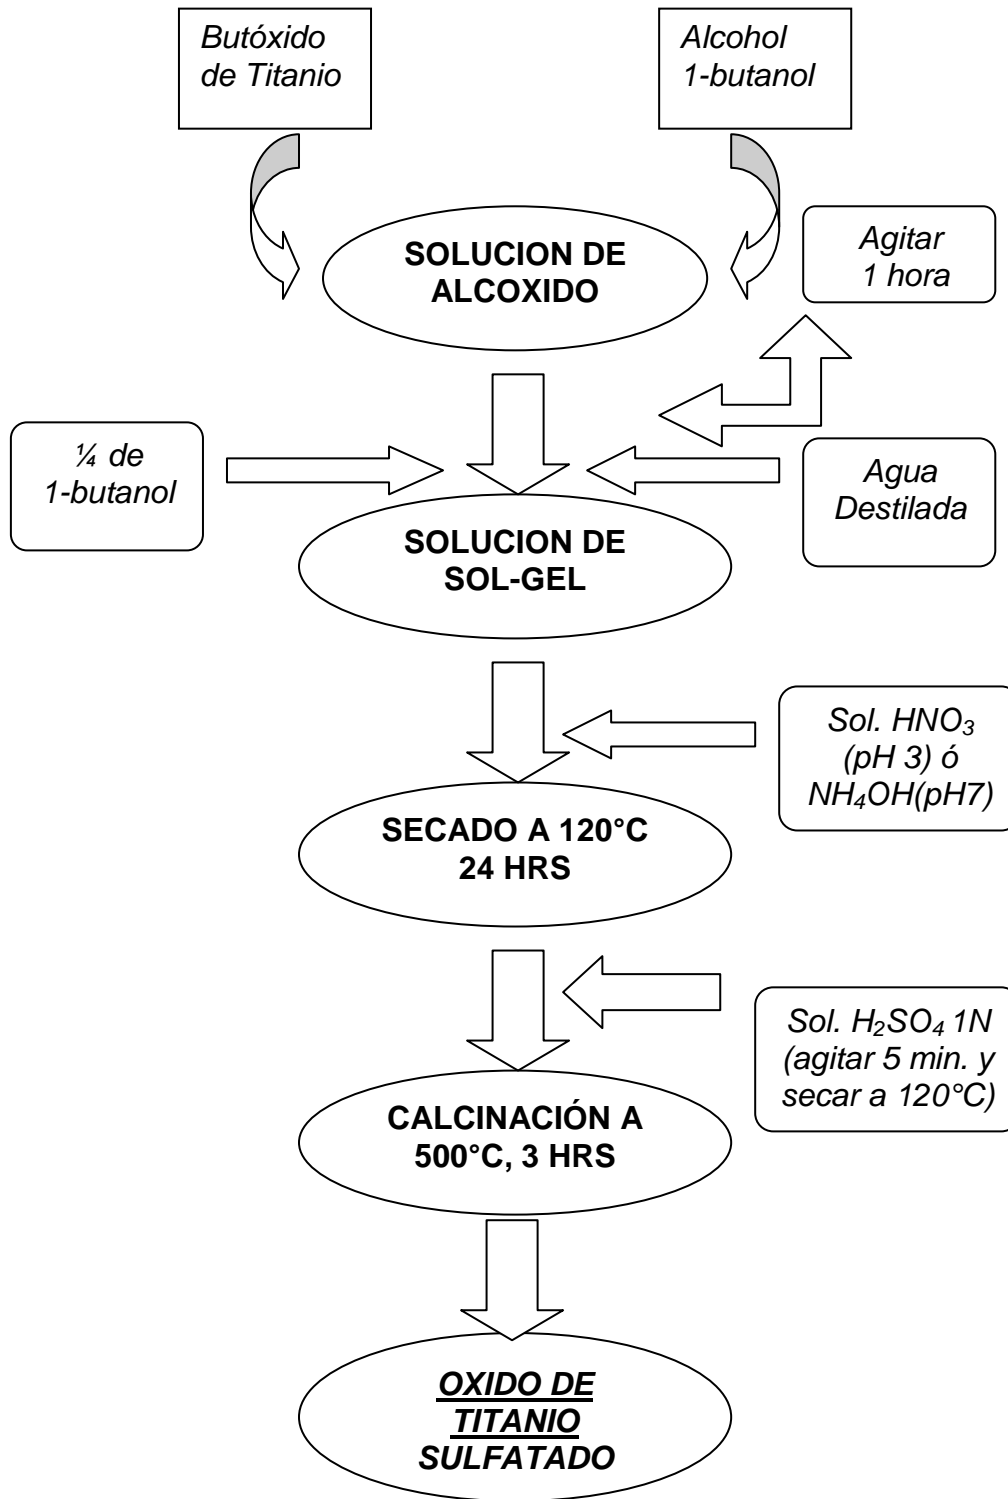 Butóxido
de Titanio
Alcohol
1-butanol
SOLUCION DE
ALCOXIDO
Agitar
1 hora
¼ de
1-butanol
Agua
Destilada
SOLUCION DE
SOL-GEL
Sol. HNO₃
(pH 3) ó
NH₄OH(pH7)
SECADO A 120°C
24 HRS
Sol. H₂SO₄ 1N
(agitar 5 min. y
secar a 120°C)
CALCINACIÓN A
500°C, 3 HRS
OXIDO DE
TITANIO
SULFATADO